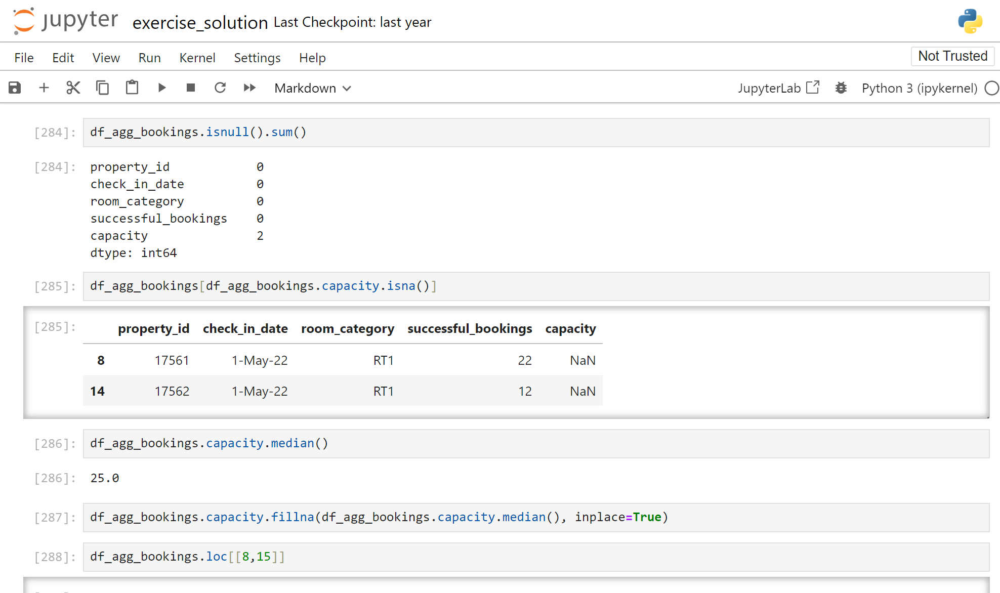 jupyter exercise_solution Last Checkpoint: last year
File Edit View Run Kernel Settings Help Not Trusted
Markdown JupyterLab Python 3 (ipykernel)
[284]: df_agg_bookings.isnull().sum()
[284]: property_id 0
check_in_date 0
room_category 0
successful_bookings 0
capacity 2
dtype: int64
[285]: df_agg_bookings[df_agg_bookings.capacity.isna()]
[285]: property_id check_in_date room_category successful_bookings capacity
8 17561 1-May-22 RT1 22 NaN
14 17562 1-May-22 RT1 12 NaN
[286]: df_agg_bookings.capacity.median()
[286]: 25.0
[287]: df_agg_bookings.capacity.fillna(df_agg_bookings.capacity.median(), inplace=True)
[288]: df_agg_bookings.loc[[8,15]]